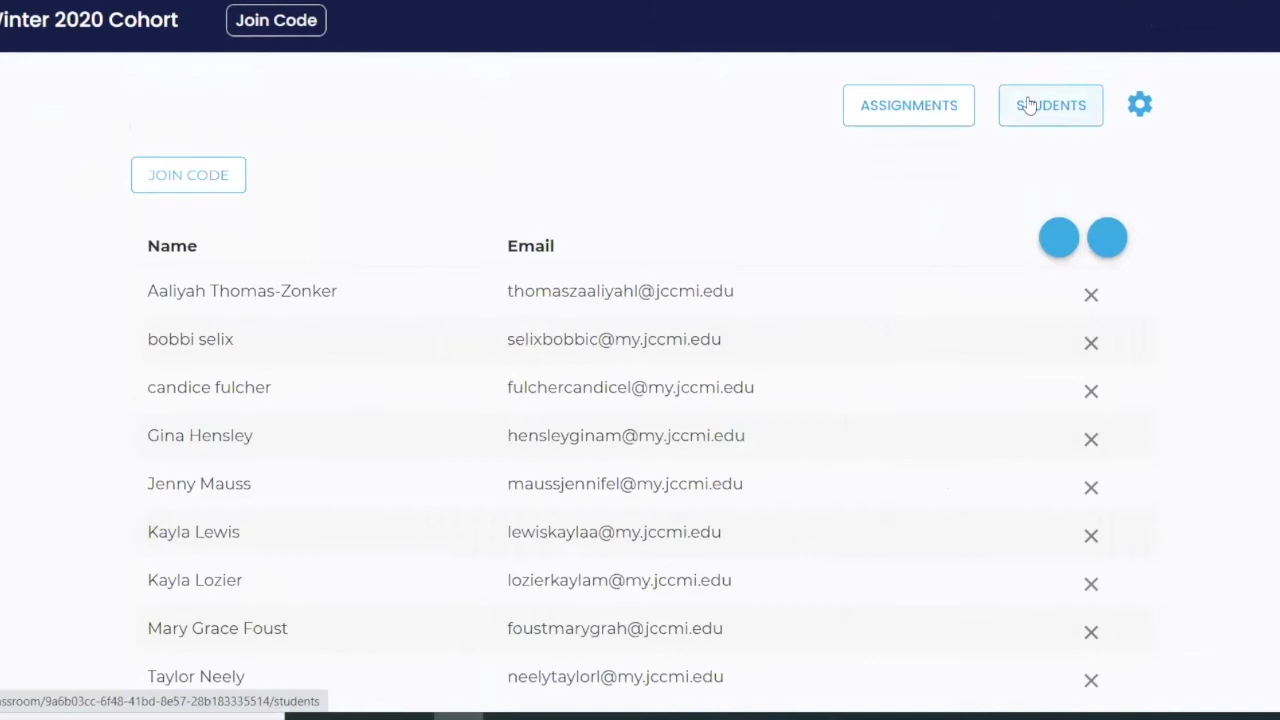 Winter 2020 Cohort Join Code
ASSIGNMENTS STUDENTS
JOIN CODE
Name Email
Aaliyah Thomas-Zonker thomaszaaliyahl@jccmi.edu
bobbi selix selixbobbic@my.jccmi.edu
candice fulcher fulchercandicel@my.jccmi.edu
Gina Hensley hensleyginam@my.jccmi.edu
Jenny Mauss maussjennifel@my.jccmi.edu
Kayla Lewis lewiskaylaa@my.jccmi.edu
Kayla Lozier lozierkaylam@my.jccmi.edu
Mary Grace Foust foustmarygrah@jccmi.edu
Taylor Neely neelytaylorl@my.jccmi.edu
assroom/9a6b03cc-6f48-41bd-8e57-28b183335514/students